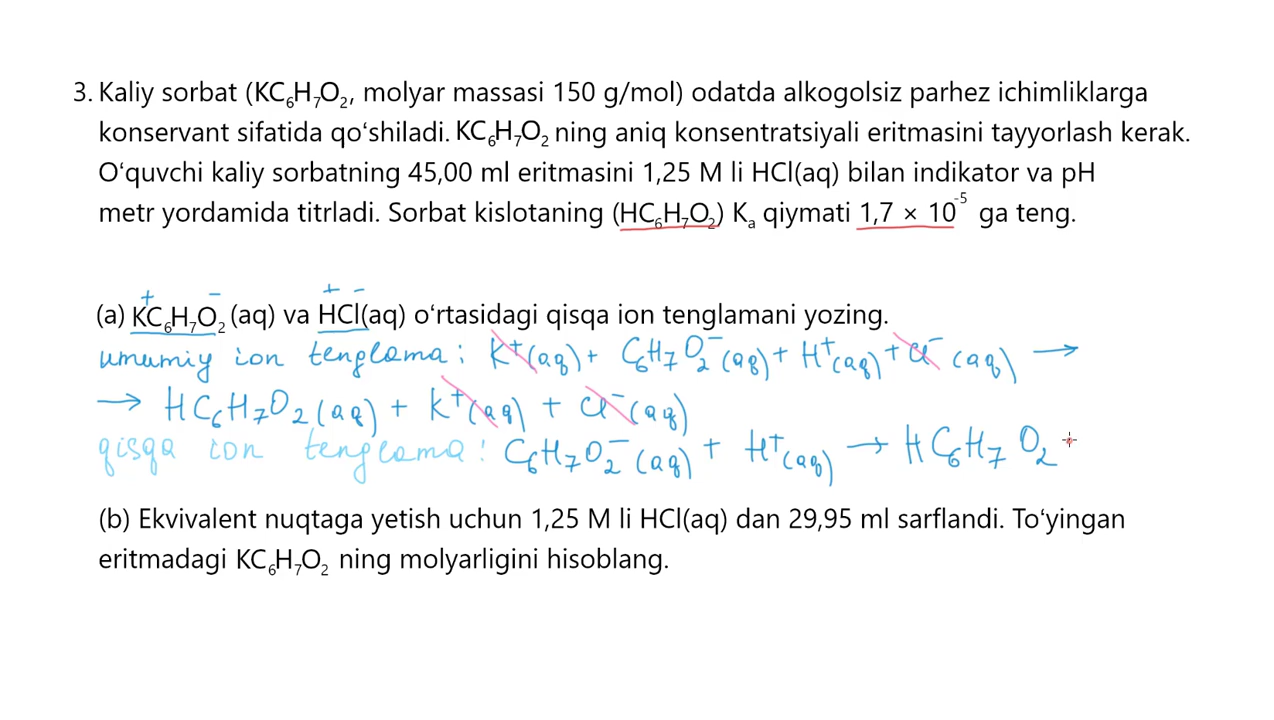 3. Kaliy sorbat (KC₆H₇O₂, molyar massasi 150 g/mol) odatda alkogolsiz parhez ichimliklarga
konservant sifatida qo‘shiladi. KC₆H₇O₂ ning aniq konsentratsiyali eritmasini tayyorlash kerak.
O‘quvchi kaliy sorbatning 45,00 ml eritmasini 1,25 M li HCl(aq) bilan indikator va pH
metr yordamida titrladi. Sorbat kislotaning (HC₆H₇O₂) Kₐ qiymati 1,7 × 10⁻⁵ ga teng.
+ − + −
(a) KC₆H₇O₂ (aq) va HCl(aq) o‘rtasidagi qisqa ion tenglamani yozing.
umumiy ion tenglama: K⁺(aq) + C₆H₇O₂⁻(aq) + H⁺(aq) + Cl⁻(aq) →
→ HC₆H₇O₂(aq) + K⁺(aq) + Cl⁻(aq)
qisqa ion tenglama: C₆H₇O₂⁻(aq) + H⁺(aq) → HC₆H₇O₂
(b) Ekvivalent nuqtaga yetish uchun 1,25 M li HCl(aq) dan 29,95 ml sarflandi. To‘yingan
eritmadagi KC₆H₇O₂ ning molyarligini hisoblang.